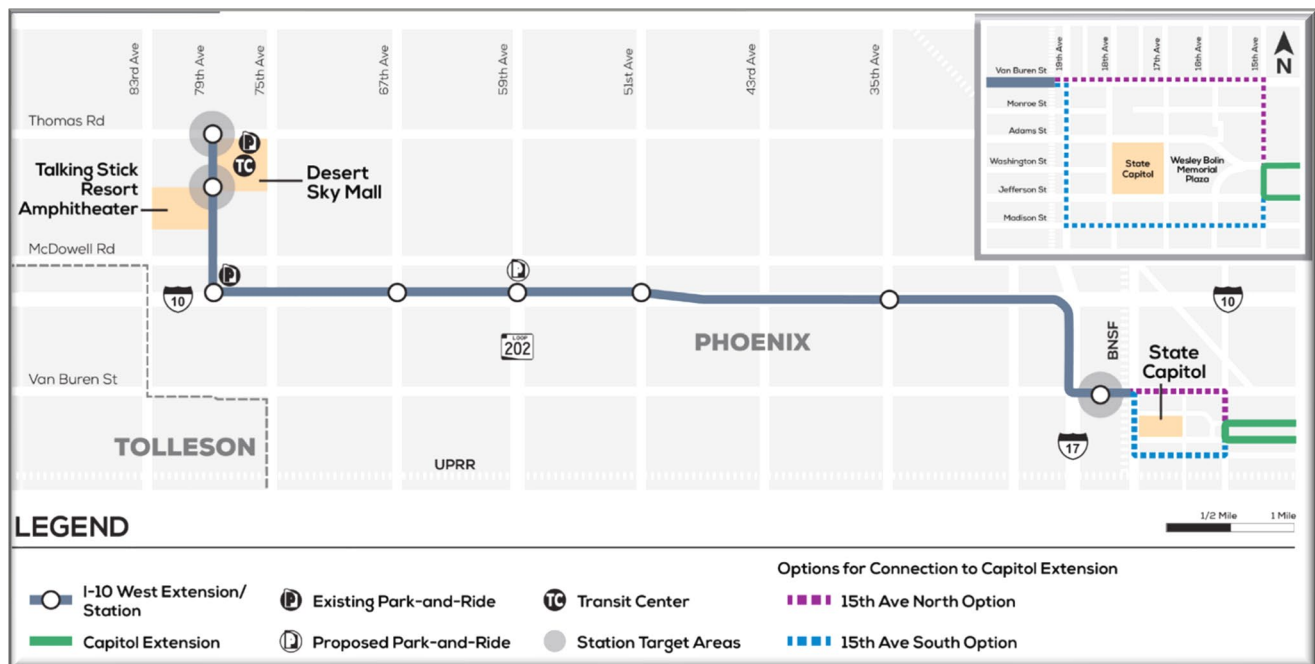 83rd Ave
79th Ave
75th Ave
67th Ave
59th Ave
51st Ave
43rd Ave
35th Ave
Thomas Rd
P
TC
Talking Stick
Resort
Amphitheater
Desert
Sky Mall
McDowell Rd
P
P
10
LOOP
202
PHOENIX
BNSF
10
State
Capitol
Van Buren St
TOLLESON
UPRR
17
19th Ave
18th Ave
17th Ave
16th Ave
15th Ave
N
Van Buren St
Monroe St
Adams St
Washington St
Jefferson St
Madison St
State
Capitol
Wesley Bolin
Memorial
Plaza
1/2 Mile
1 Mile
LEGEND
I-10 West Extension/
Station
Capitol Extension
P Existing Park-and-Ride
P Proposed Park-and-Ride
TC Transit Center
Station Target Areas
Options for Connection to Capitol Extension
15th Ave North Option
15th Ave South Option